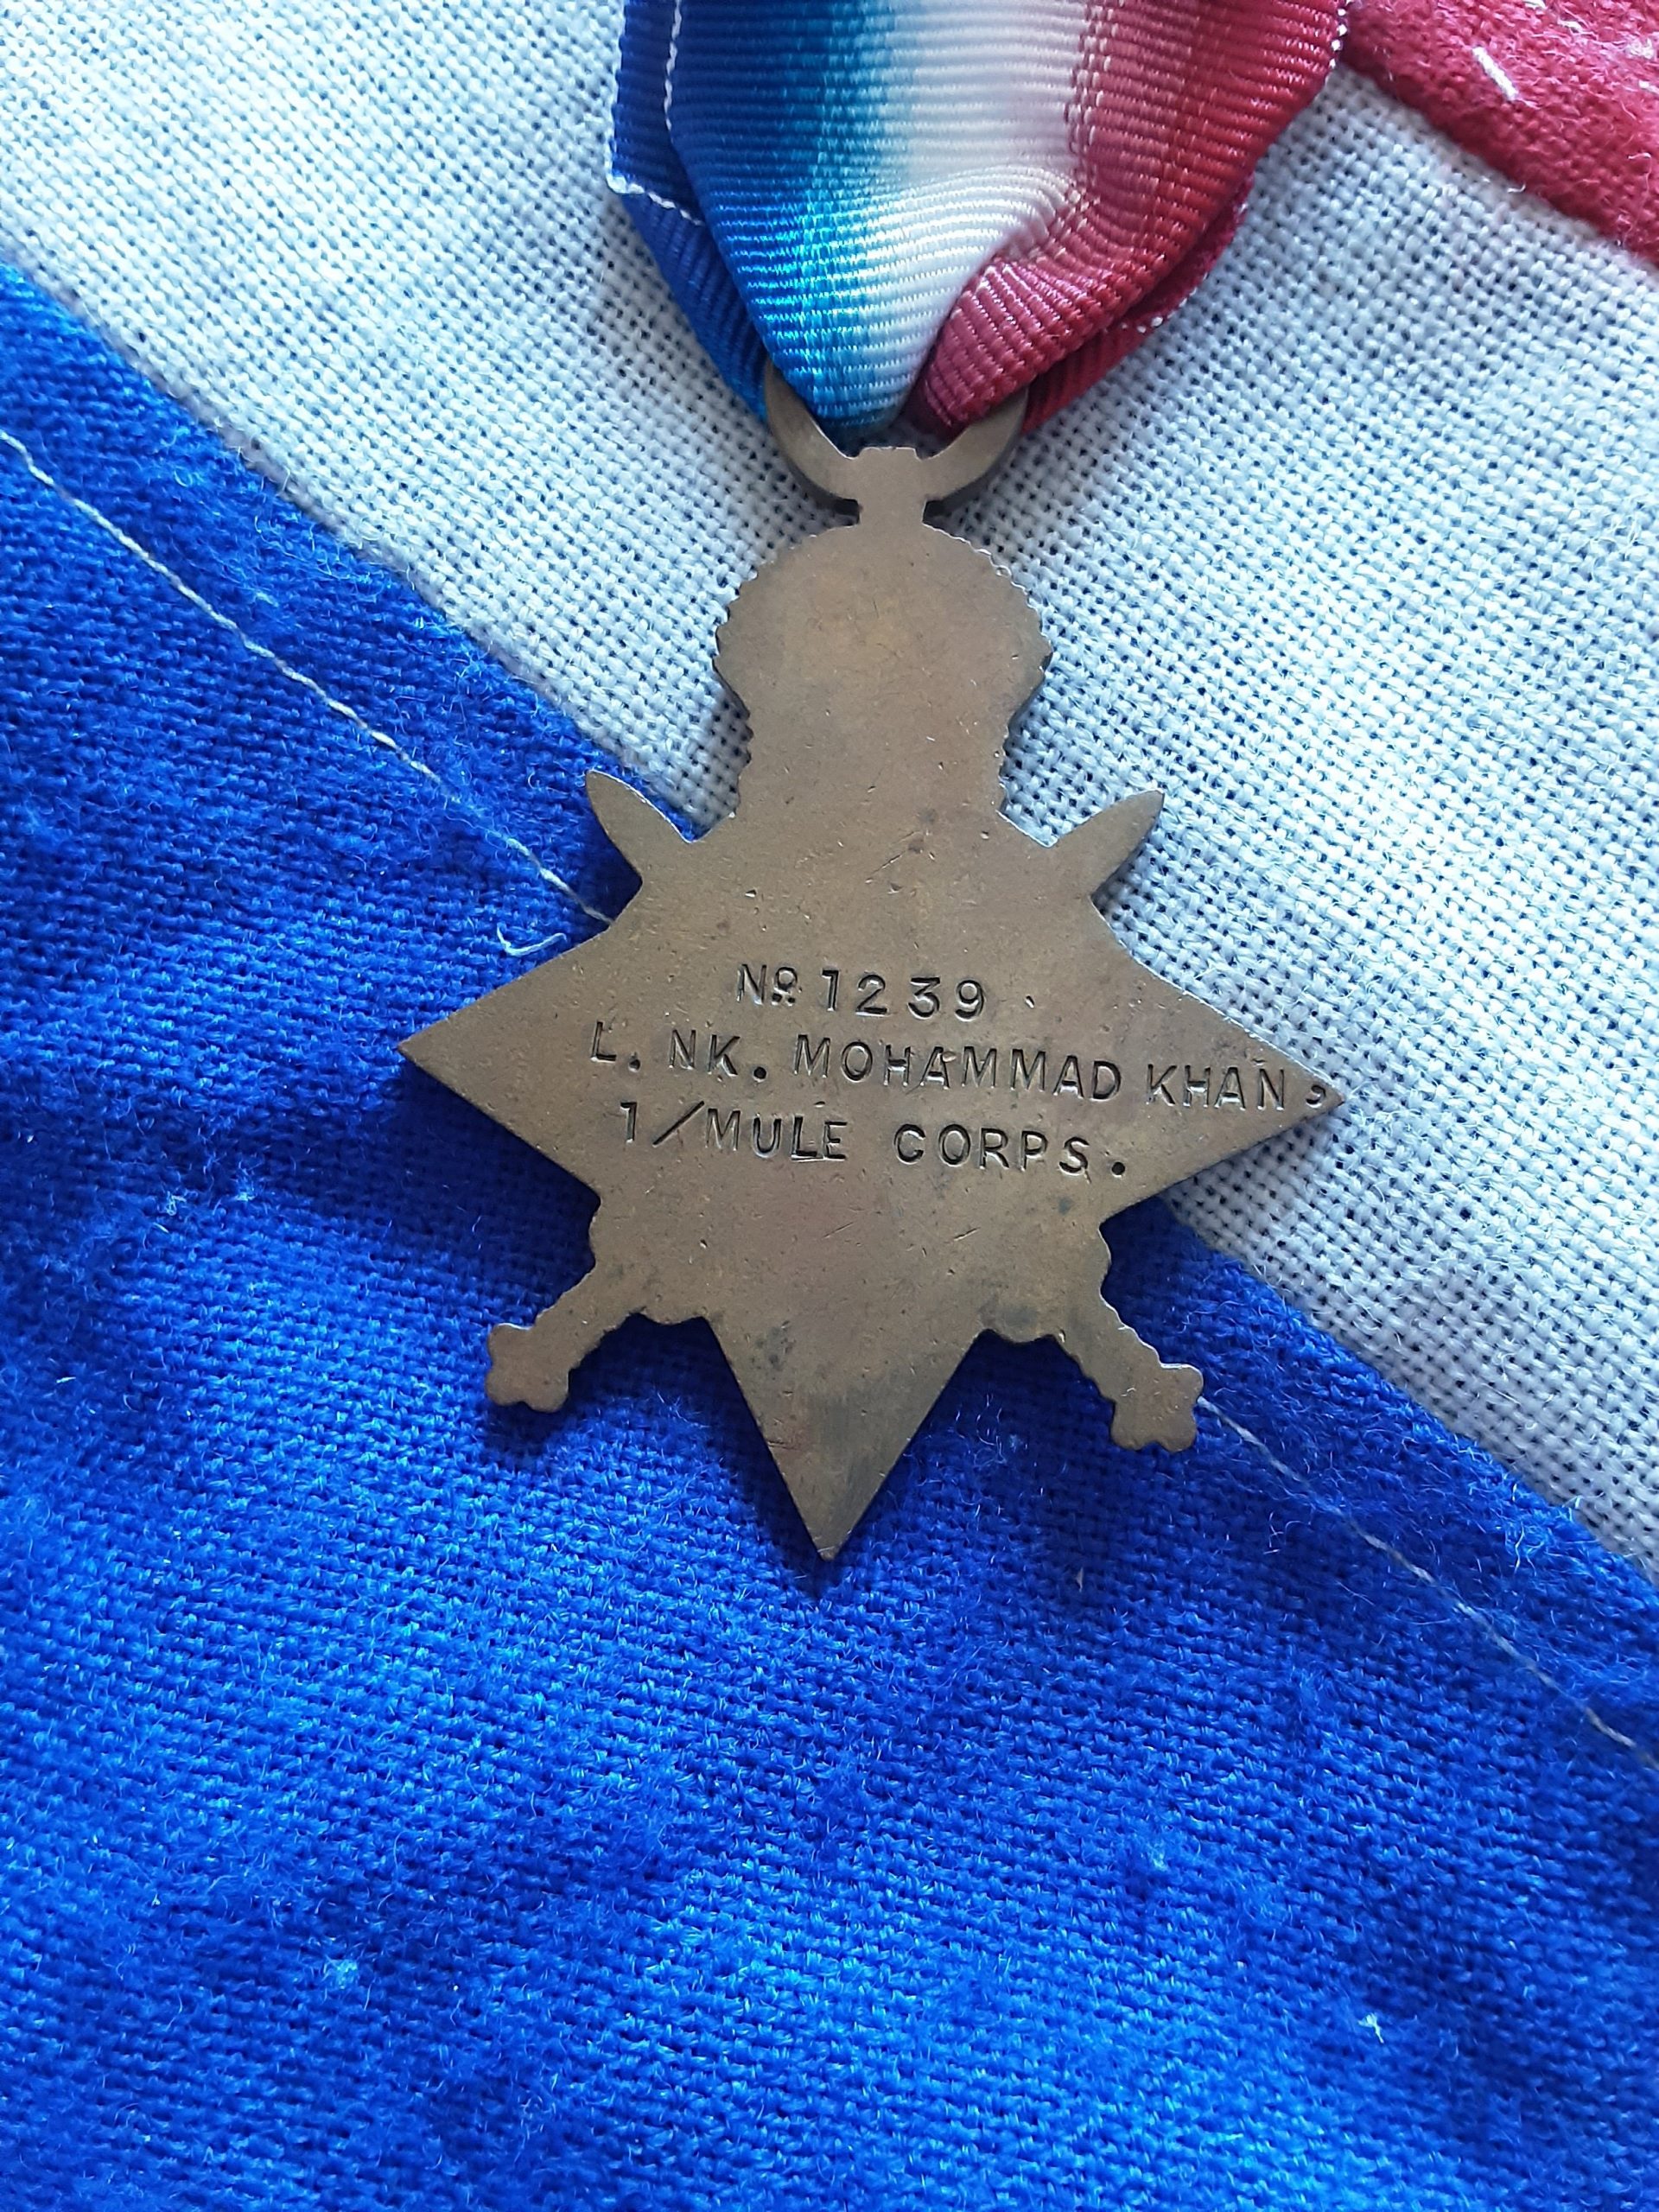 Nº 1239
L. NK. MOHAMMAD KHAN,
1/MULE CORPS.